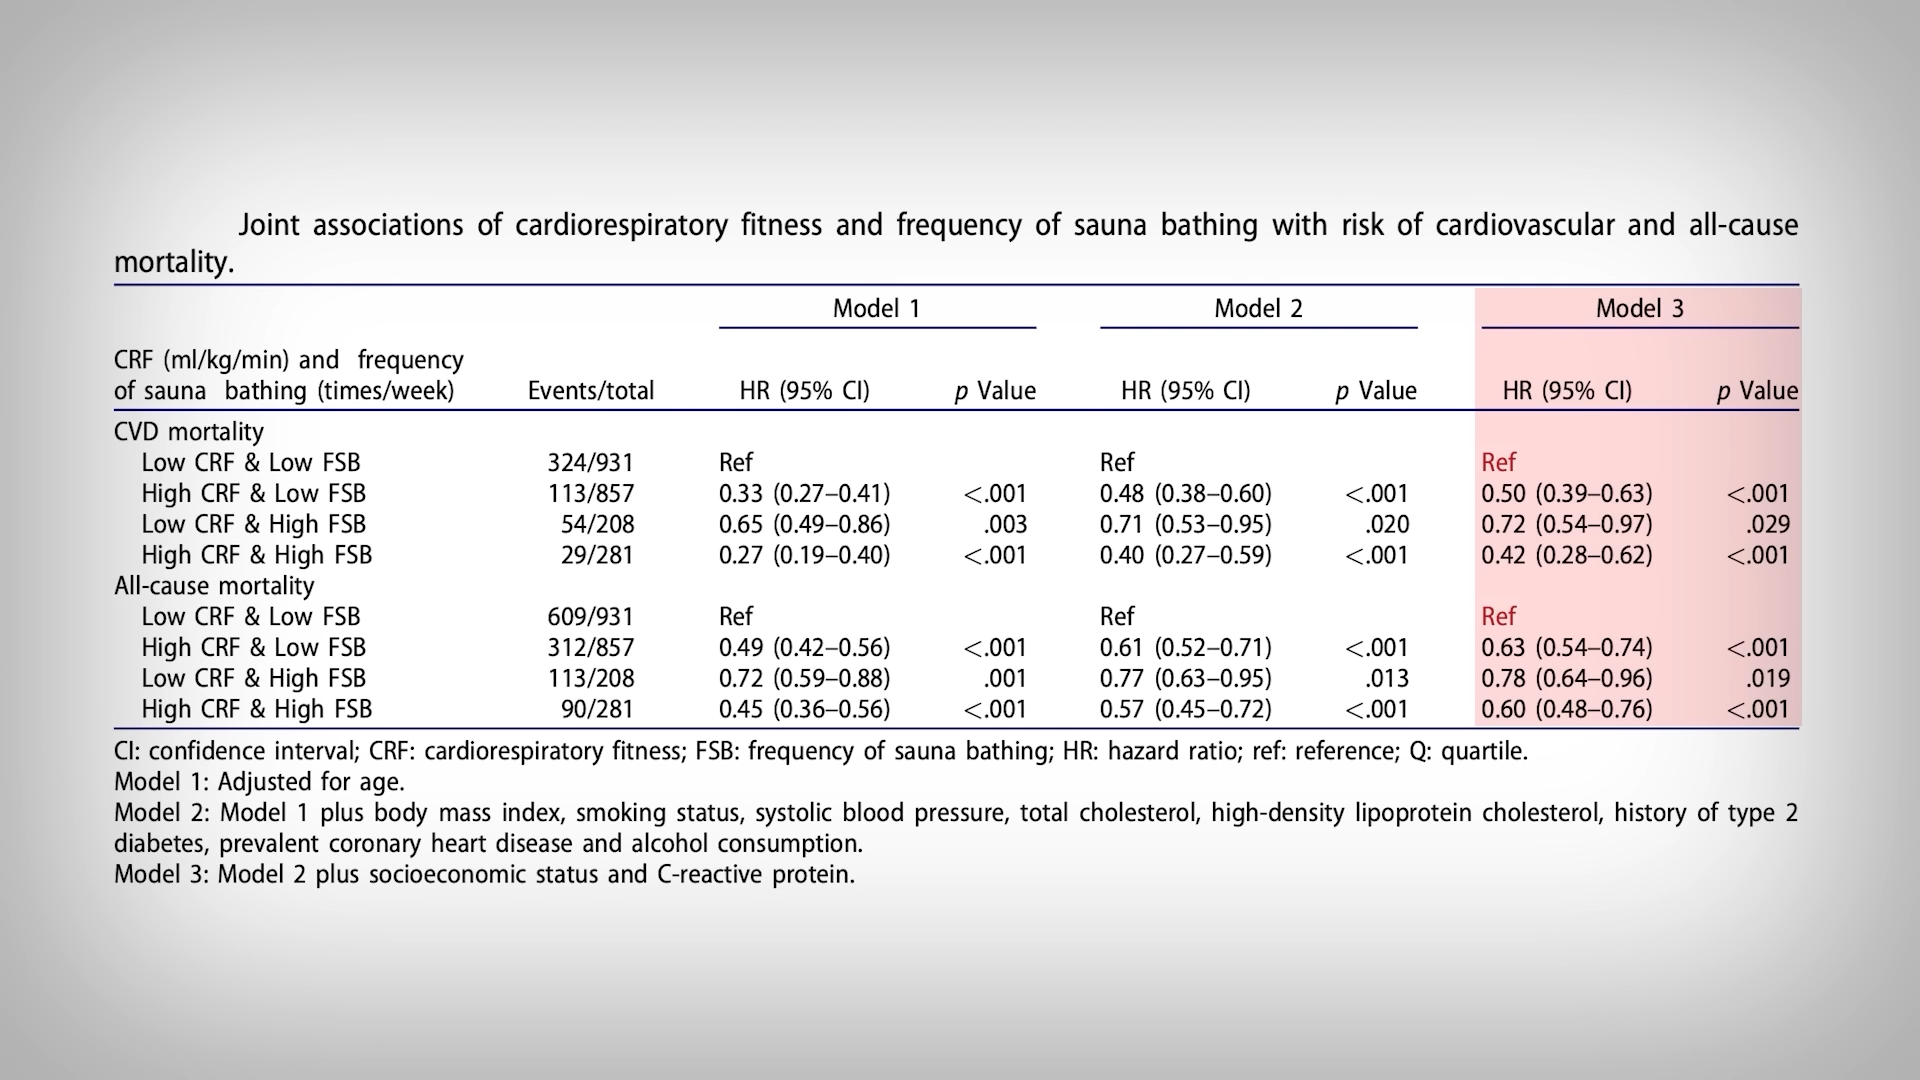 Joint associations of cardiorespiratory fitness and frequency of sauna bathing with risk of cardiovascular and all-cause
mortality.
Model 1 Model 2 Model 3
CRF (ml/kg/min) and frequency
of sauna bathing (times/week) Events/total HR (95% CI) p Value HR (95% CI) p Value HR (95% CI) p Value
CVD mortality
Low CRF & Low FSB 324/931 Ref Ref Ref
High CRF & Low FSB 113/857 0.33 (0.27–0.41) <.001 0.48 (0.38–0.60) <.001 0.50 (0.39–0.63) <.001
Low CRF & High FSB 54/208 0.65 (0.49–0.86) .003 0.71 (0.53–0.95) .020 0.72 (0.54–0.97) .029
High CRF & High FSB 29/281 0.27 (0.19–0.40) <.001 0.40 (0.27–0.59) <.001 0.42 (0.28–0.62) <.001
All-cause mortality
Low CRF & Low FSB 609/931 Ref Ref Ref
High CRF & Low FSB 312/857 0.49 (0.42–0.56) <.001 0.61 (0.52–0.71) <.001 0.63 (0.54–0.74) <.001
Low CRF & High FSB 113/208 0.72 (0.59–0.88) .001 0.77 (0.63–0.95) .013 0.78 (0.64–0.96) .019
High CRF & High FSB 90/281 0.45 (0.36–0.56) <.001 0.57 (0.45–0.72) <.001 0.60 (0.48–0.76) <.001
CI: confidence interval; CRF: cardiorespiratory fitness; FSB: frequency of sauna bathing; HR: hazard ratio; ref: reference; Q: quartile.
Model 1: Adjusted for age.
Model 2: Model 1 plus body mass index, smoking status, systolic blood pressure, total cholesterol, high-density lipoprotein cholesterol, history of type 2
diabetes, prevalent coronary heart disease and alcohol consumption.
Model 3: Model 2 plus socioeconomic status and C-reactive protein.